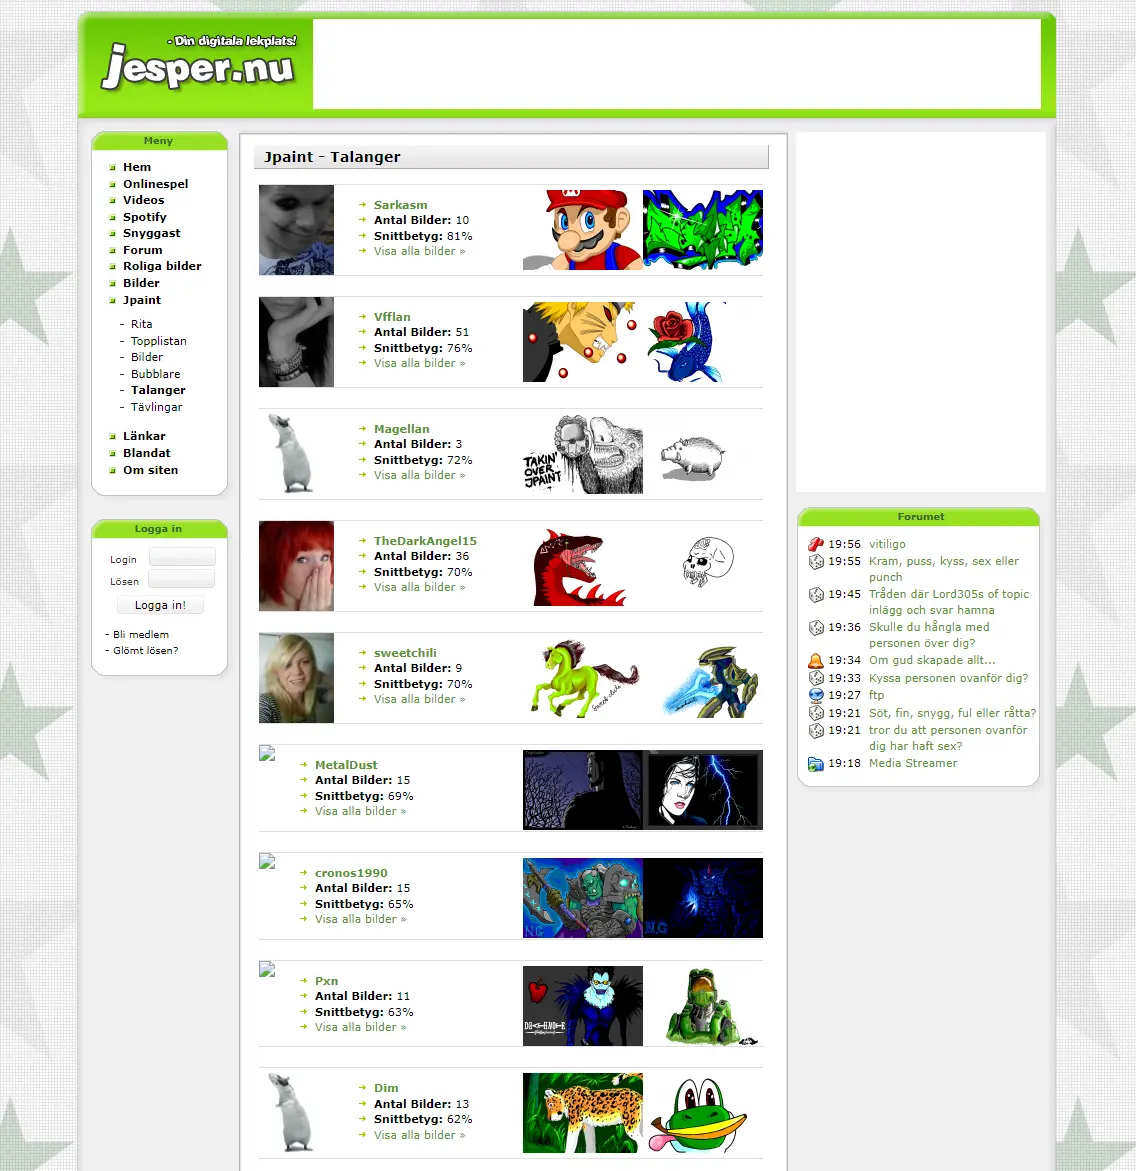 - Din digitala lekplats!
jesper.nu
Meny
Hem
Onlinespel
Videos
Spotify
Snyggast
Forum
Roliga bilder
Bilder
Jpaint
- Rita
- Topplistan
- Bilder
- Bubblare
- Talanger
- Tävlingar
Länkar
Blandat
Om siten
Logga in
Login
Lösen
Logga in!
- Bli medlem
- Glömt lösen?
Jpaint - Talanger
Sarkasm
Antal Bilder: 10
Snittbetyg: 81%
Visa alla bilder »
M
Vfflan
Antal Bilder: 51
Snittbetyg: 76%
Visa alla bilder »
Magellan
Antal Bilder: 3
Snittbetyg: 72%
Visa alla bilder »
TAKIN'
OVER
JPAINT
TheDarkAngel15
Antal Bilder: 36
Snittbetyg: 70%
Visa alla bilder »
sweetchili
Antal Bilder: 9
Snittbetyg: 70%
Visa alla bilder »
MetalDust
Antal Bilder: 15
Snittbetyg: 69%
Visa alla bilder »
cronos1990
Antal Bilder: 15
Snittbetyg: 65%
Visa alla bilder »
N.G
N.G
Pxn
Antal Bilder: 11
Snittbetyg: 63%
Visa alla bilder »
Dim
Antal Bilder: 13
Snittbetyg: 62%
Visa alla bilder »
Forumet
19:56 vitiligo
19:55 Kram, puss, kyss, sex eller
punch
19:45 Tråden där Lord305s of topic
inlägg och svar hamna
19:36 Skulle du hångla med
personen över dig?
19:34 Om gud skapade allt...
19:33 Kyssa personen ovanför dig?
19:27 ftp
19:21 Söt, fin, snygg, ful eller råtta?
19:21 tror du att personen ovanför
dig har haft sex?
19:18 Media Streamer